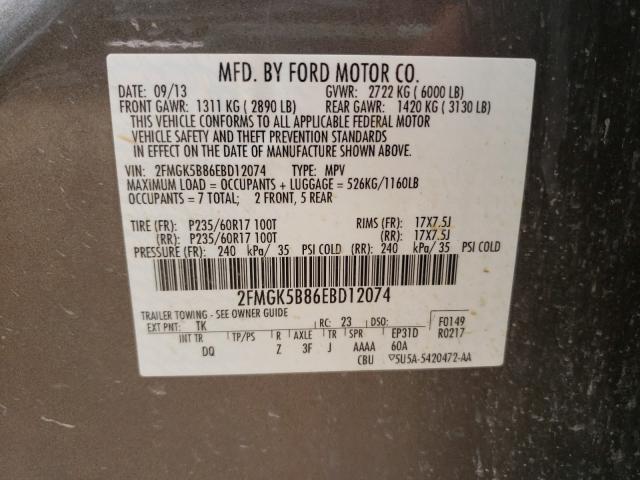 MFD. BY FORD MOTOR CO.
DATE: 09/13 GVWR: 2722 KG ( 6000 LB)
FRONT GAWR: 1311 KG ( 2890 LB) REAR GAWR: 1420 KG ( 3130 LB)
THIS VEHICLE CONFORMS TO ALL APPLICABLE FEDERAL MOTOR
VEHICLE SAFETY AND THEFT PREVENTION STANDARDS
IN EFFECT ON THE DATE OF MANUFACTURE SHOWN ABOVE.
VIN: 2FMGK5B86EBD12074 TYPE: MPV
MAXIMUM LOAD = OCCUPANTS + LUGGAGE = 526KG/1160LB
OCCUPANTS = 7 TOTAL; 2 FRONT, 5 REAR
TIRE (FR): P235/60R17 100T RIMS (FR): 17X7.5J
(RR): P235/60R17 100T (RR): 17X7.5J
PRESSURE (FR): 240 kPa/ 35 PSI COLD (RR): 240 kPa/ 35 PSI COLD
2FMGK5B86EBD12074
TRAILER TOWING - SEE OWNER GUIDE
EXT PNT: TK RC: 23 DSO: F0149
INT TR TP/PS R AXLE TR SPR EP31D R0217
DQ Z 3F J AAAA 60A
CBU 5U5A-5420472-AA